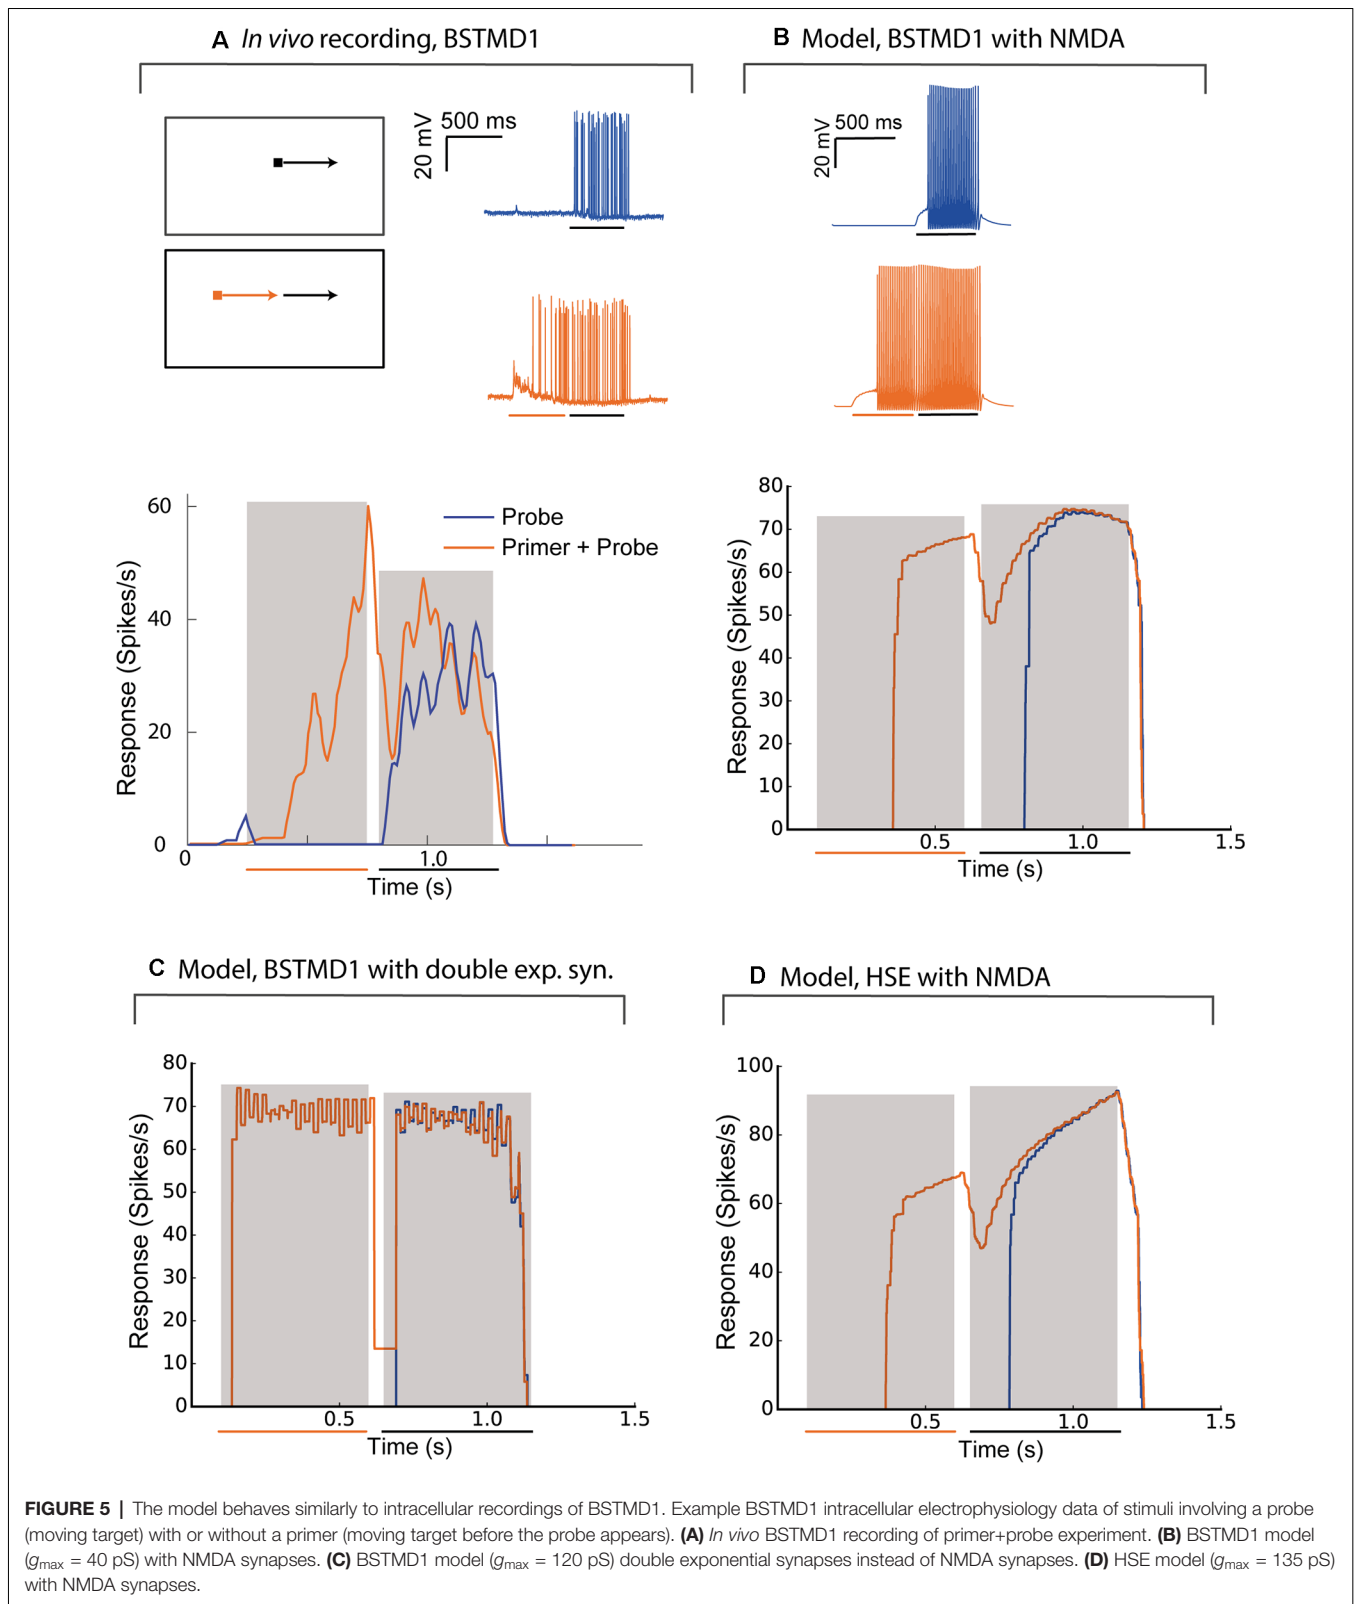 A In vivo recording, BSTMD1
B Model, BSTMD1 with NMDA
500 ms
20 mV
500 ms
20 mV
60
40
20
0
0
1.0
Response (Spikes/s)
Time (s)
Probe
Primer + Probe
80
70
60
50
40
30
20
10
0
0.5
1.0
1.5
Response (Spikes/s)
Time (s)
C Model, BSTMD1 with double exp. syn.
D Model, HSE with NMDA
80
70
60
50
40
30
20
10
0
0.5
1.0
1.5
Response (Spikes/s)
Time (s)
100
80
60
40
20
0
0.5
1.0
1.5
Response (Spikes/s)
Time (s)
FIGURE 5 | The model behaves similarly to intracellular recordings of BSTMD1. Example BSTMD1 intracellular electrophysiology data of stimuli involving a probe
(moving target) with or without a primer (moving target before the probe appears). (A) In vivo BSTMD1 recording of primer+probe experiment. (B) BSTMD1 model
(gmax = 40 pS) with NMDA synapses. (C) BSTMD1 model (gmax = 120 pS) double exponential synapses instead of NMDA synapses. (D) HSE model (gmax = 135 pS)
with NMDA synapses.